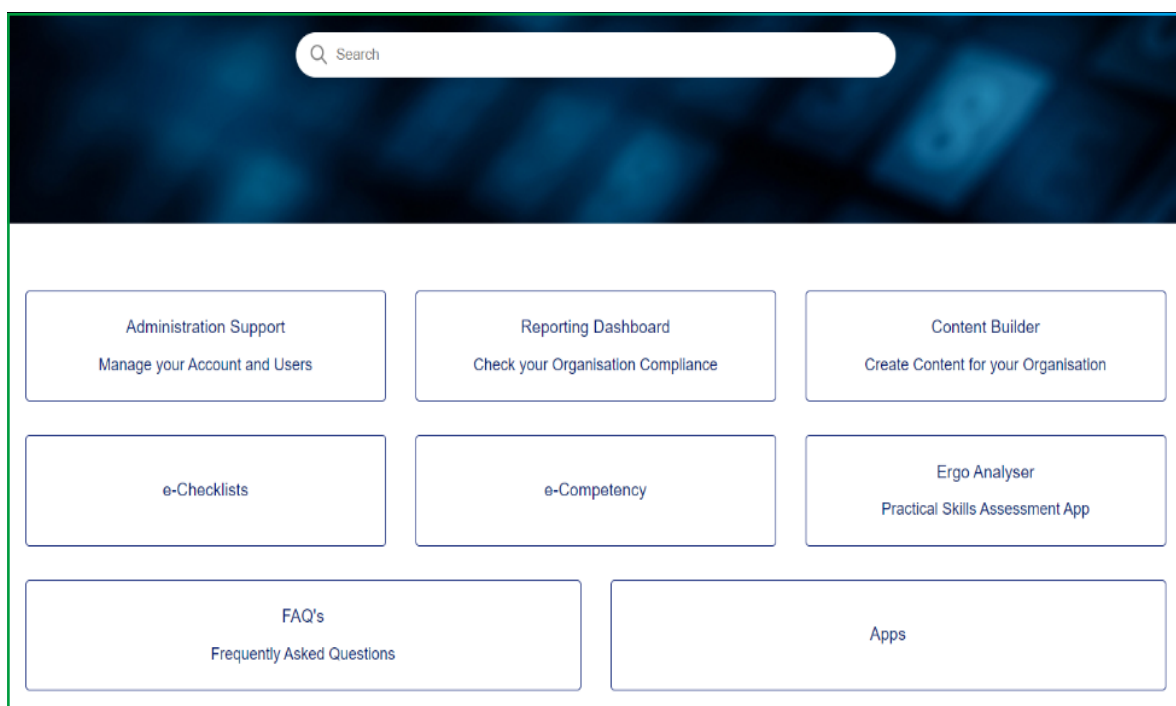 Search
Administration Support
Manage your Account and Users
Reporting Dashboard
Check your Organisation Compliance
Content Builder
Create Content for your Organisation
e-Checklists
e-Competency
Ergo Analyser
Practical Skills Assessment App
FAQ's
Frequently Asked Questions
Apps